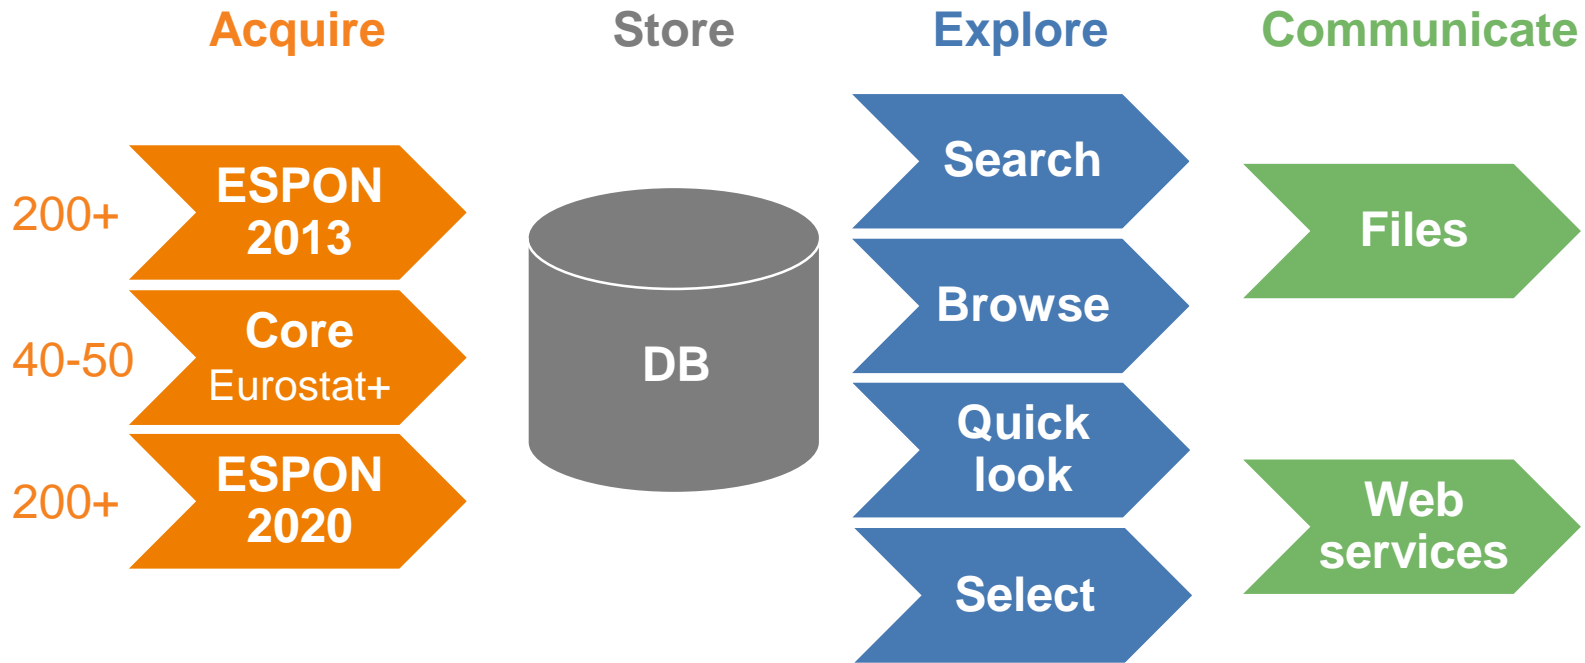 Acquire
Store
Explore
Communicate
200+
ESPON
2013
40-50
Core
Eurostat+
200+
ESPON
2020
DB
Search
Browse
Quick
look
Select
Files
Web
services